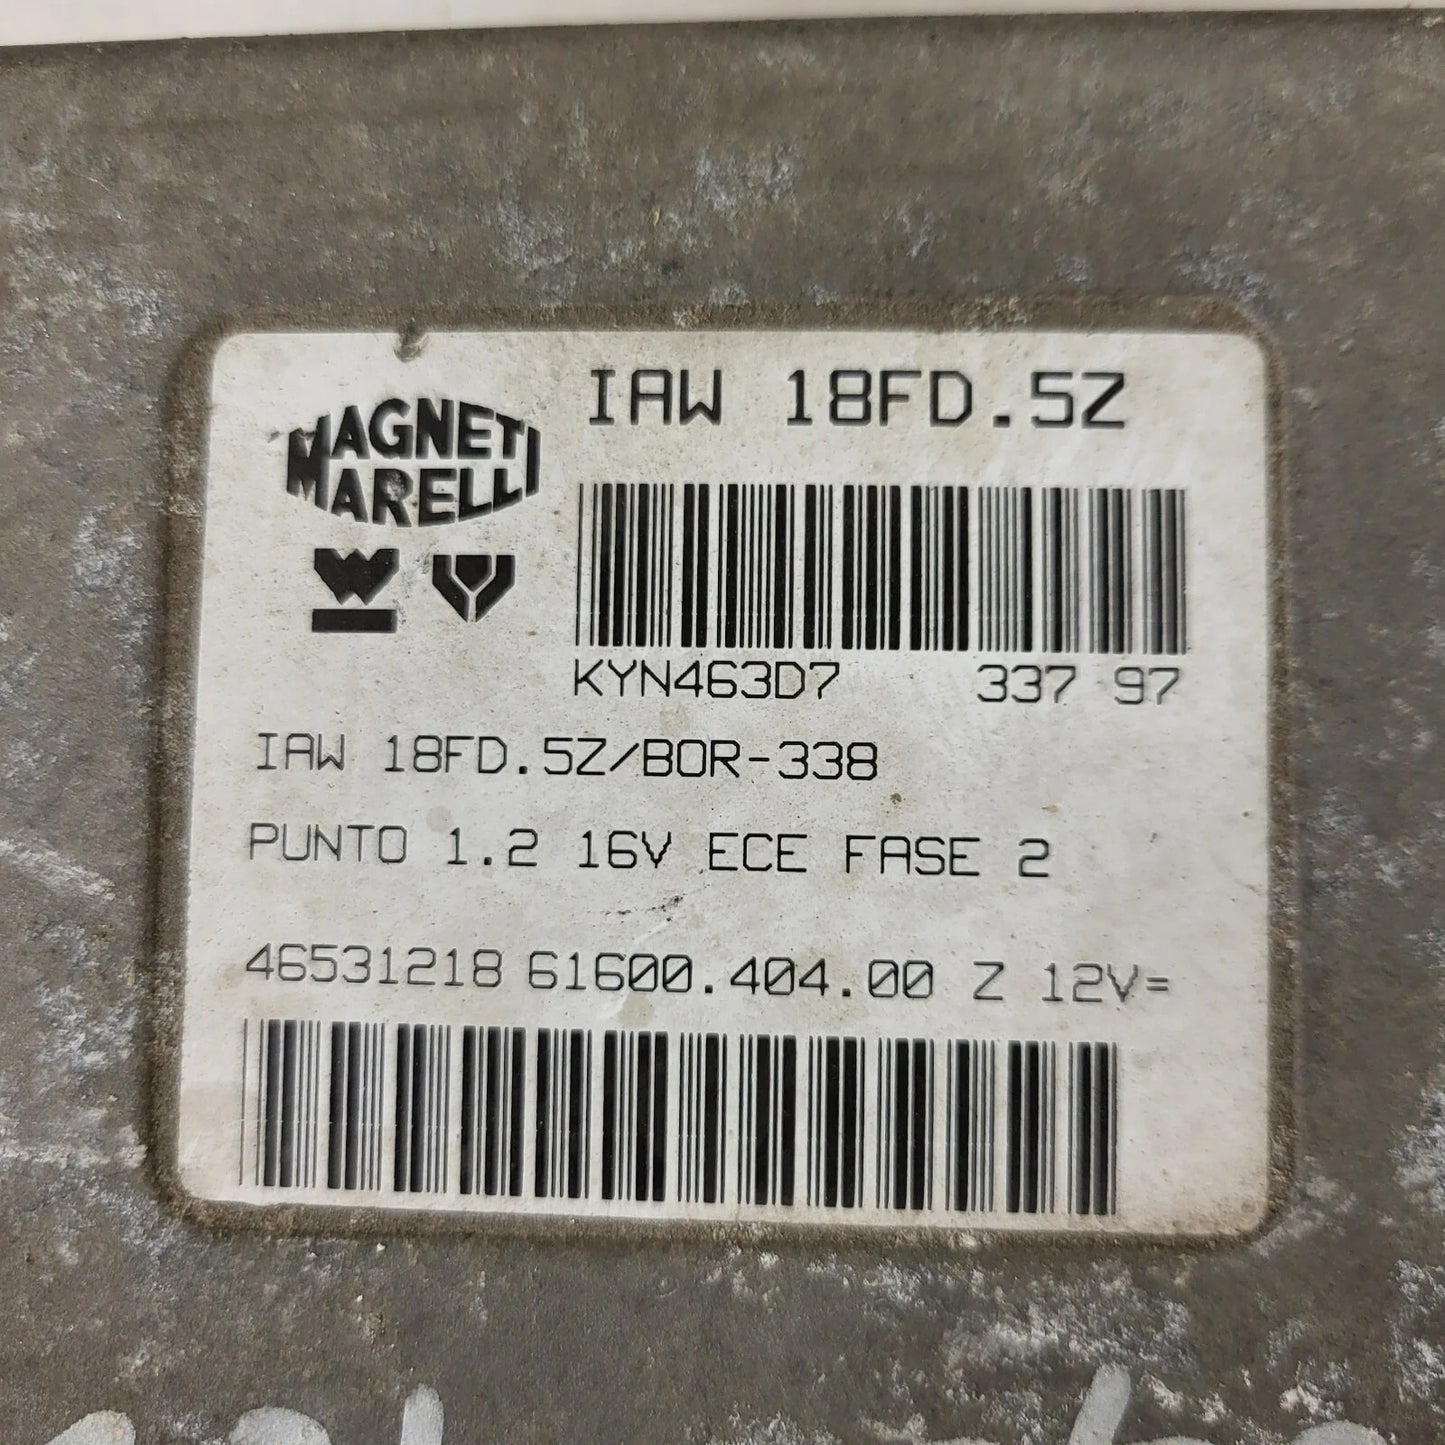 MAGNETI
MARELLI
IAW 18FD.5Z
KYN463D7 337 97
IAW 18FD.5Z/BOR-338
PUNTO 1.2 16V ECE FASE 2
46531218 61600.404.00 Z 12V=